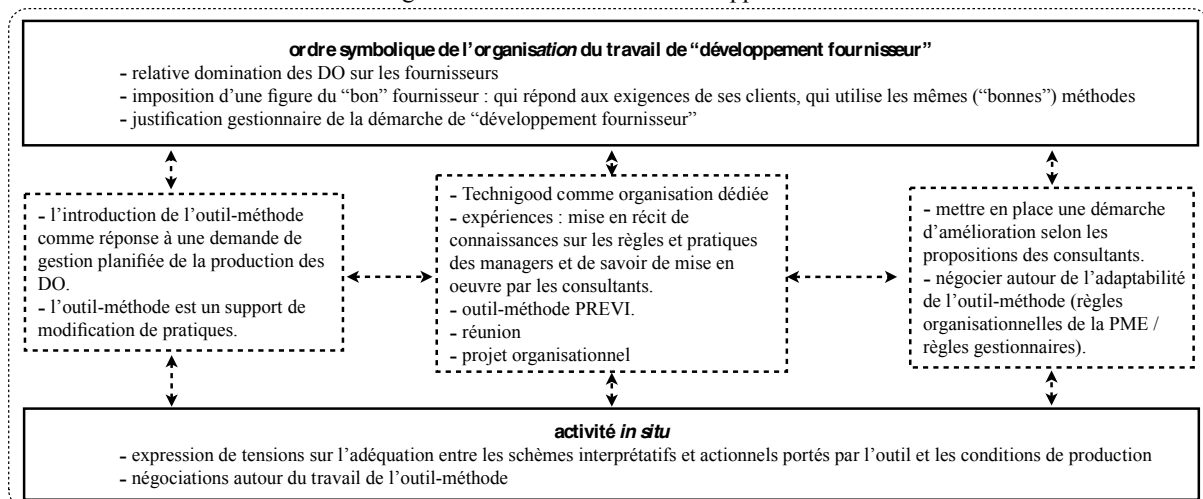 ordre symbolique de l'organisation du travail de “développement fournisseur”
- relative domination des DO sur les fournisseurs
- imposition d'une figure du “bon” fournisseur : qui répond aux exigences de ses clients, qui utilise les mêmes (“bonnes”) méthodes
- justification gestionnaire de la démarche de “développement fournisseur”
- l'introduction de l'outil-méthode
comme réponse à une demande de
gestion planifiée de la production des
DO.
- l'outil-méthode est un support de
modification de pratiques.
- Technigood comme organisation dédiée
- expériences : mise en récit de
connaissances sur les règles et pratiques
des managers et de savoir de mise en
oeuvre par les consultants.
- outil-méthode PREVI.
- réunion
- projet organisationnel
- mettre en place une démarche
d'amélioration selon les
propositions des consultants.
- négocier autour de l'adaptabilité
de l'outil-méthode (règles
organisationnelles de la PME /
règles gestionnaires).
activité in situ
- expression de tensions sur l'adéquation entre les schèmes interprétatifs et actionnels portés par l'outil et les conditions de production
- négociations autour du travail de l'outil-méthode